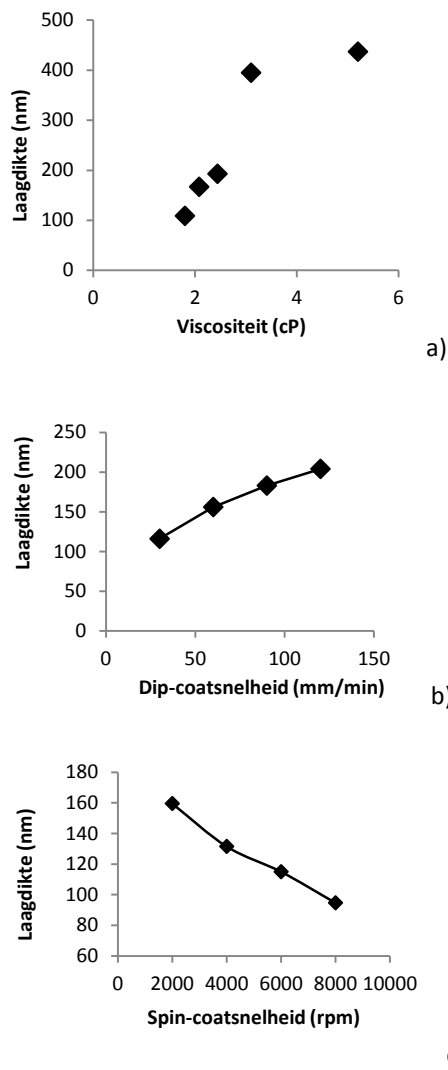 500
400
300
200
100
0
Laagdikte (nm)
0 2 4 6
Viscositeit (cP)
a)
250
200
150
100
50
0
Laagdikte (nm)
0 50 100 150
Dip-coatsnelheid (mm/min)
b)
180
160
140
120
100
80
60
Laagdikte (nm)
0 2000 4000 6000 8000 10000
Spin-coatsnelheid (rpm)